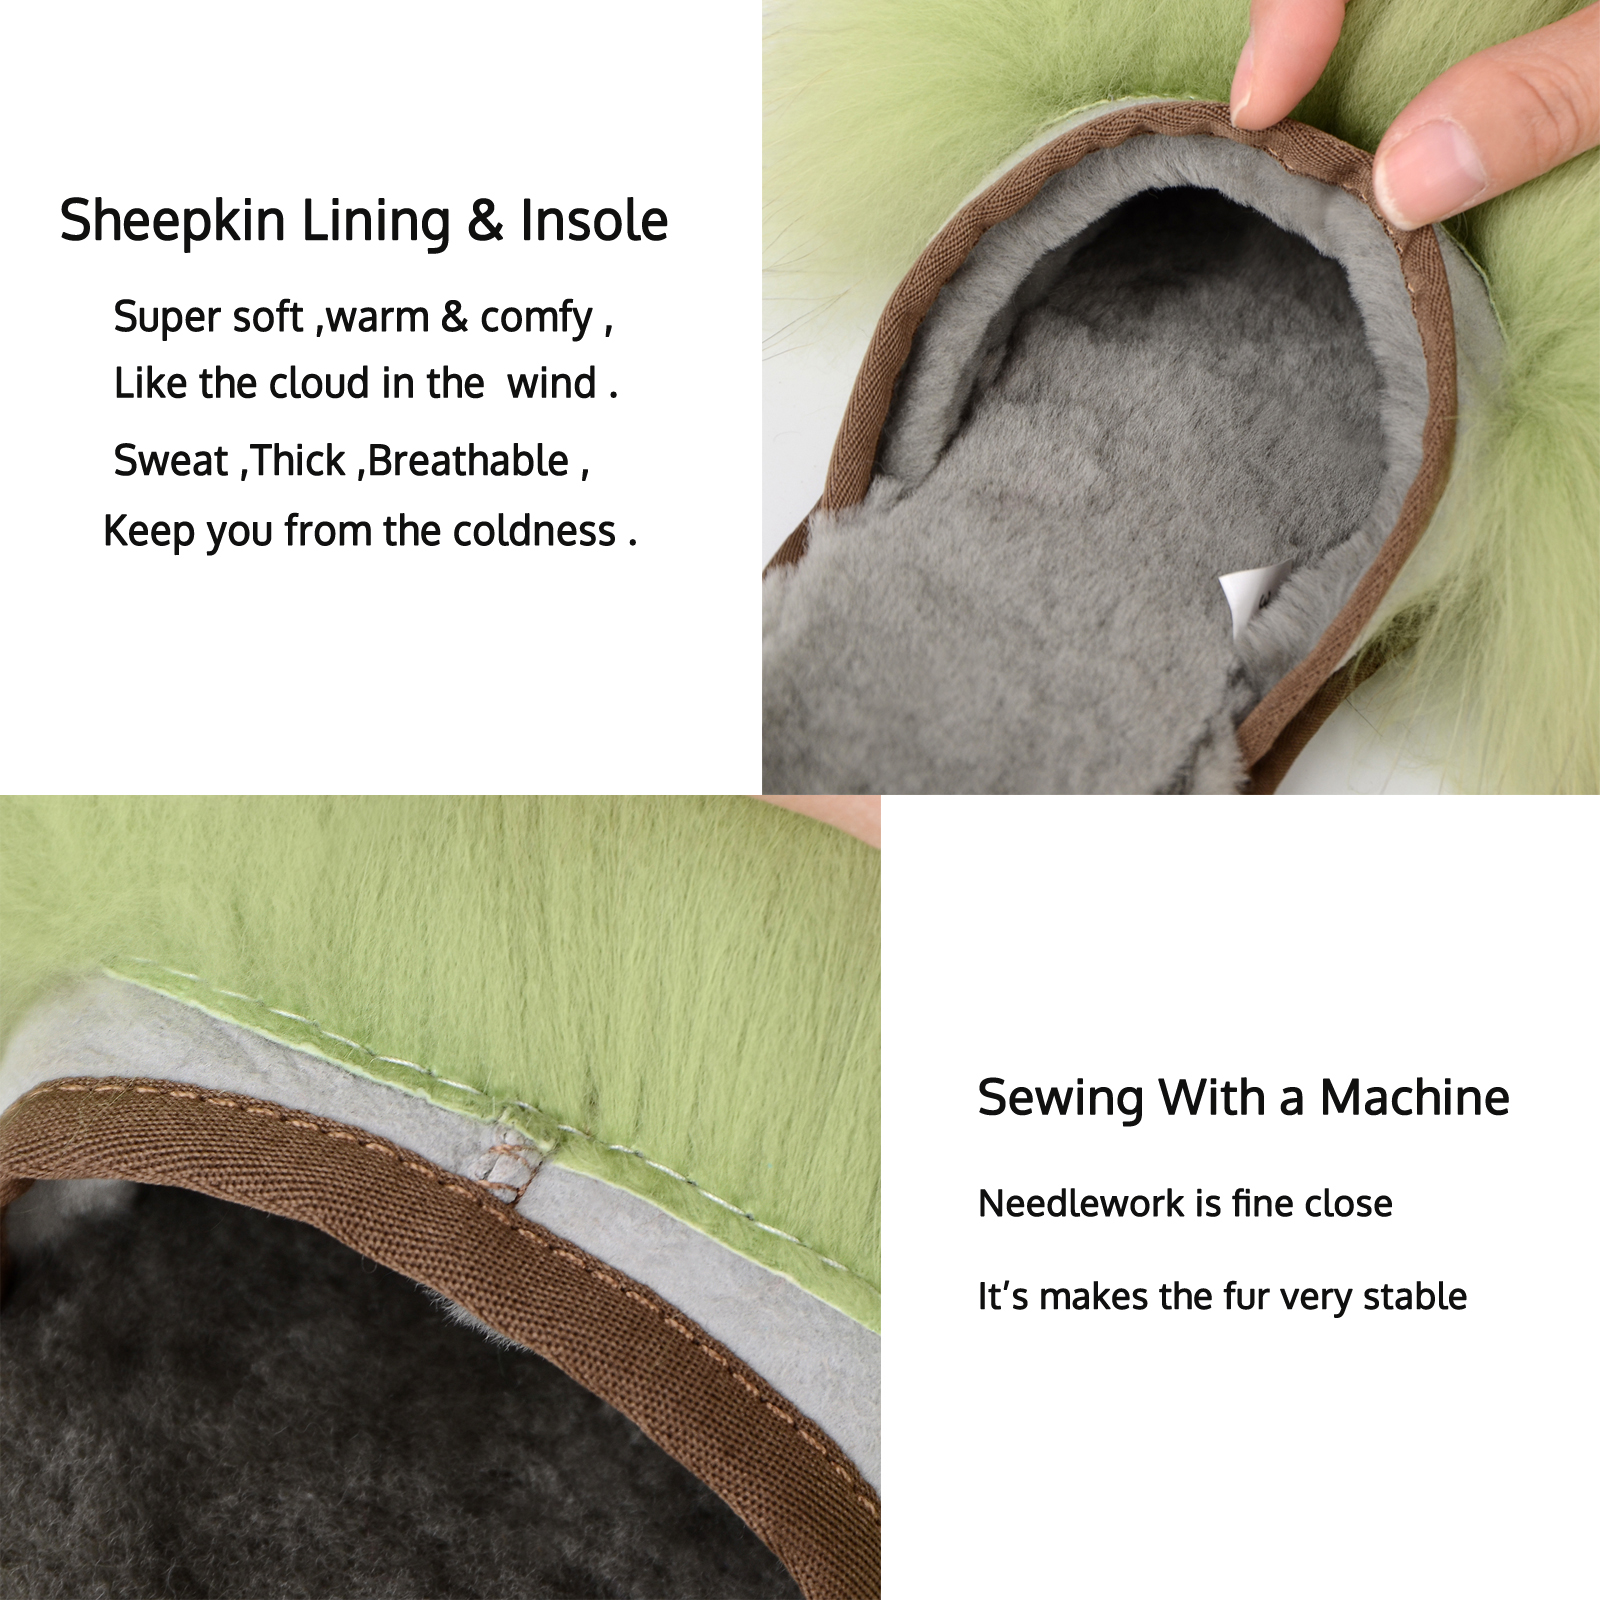 Sheepkin Lining & Insole
Super soft ,warm & comfy ,
Like the cloud in the  wind .
Sweat ,Thick ,Breathable ,
Keep you from the coldness .
Sewing With a Machine
Needlework is fine close
It’s makes the fur very stable